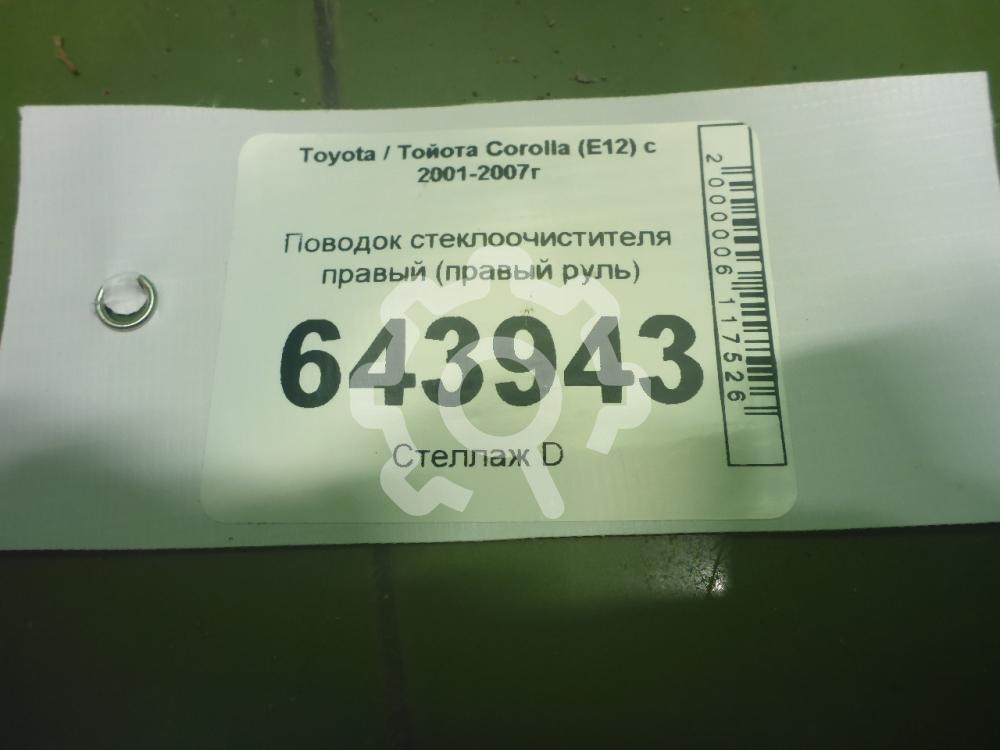 Toyota / Тойота Corolla (E12) с
2001-2007г
Поводок стеклоочистителя
правый (правый руль)
643943
Стеллаж D
2000006117526